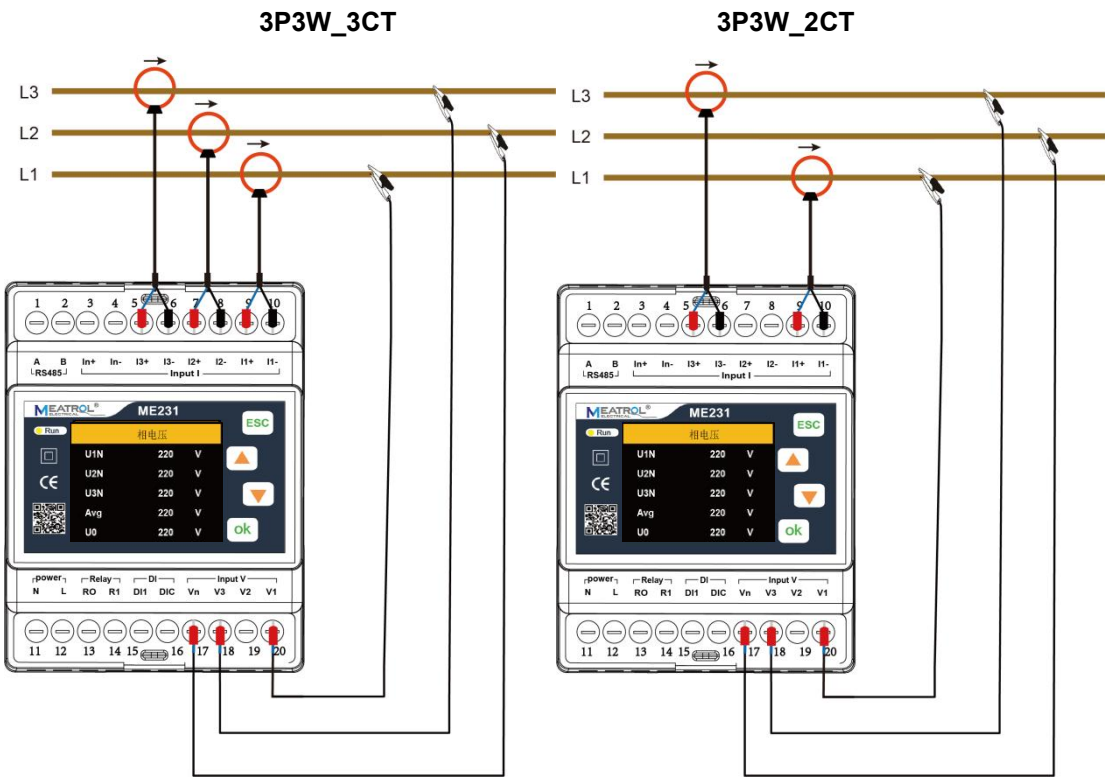 3P3W_3CT
3P3W_2CT
L3
L2
L1
1 2 3 4 5 6 7 8 9 10
A B In+ In- I3+ I3- I2+ I2- I1+ I1-
RS485 Input I
MEATROL®
ELECTRICAL
ME231
Run
相电压
ESC
U1N 220 V
U2N 220 V
U3N 220 V
Avg 220 V
U0 220 V
CE
ok
power Relay DI Input V
N L RO R1 DI1 DIC Vn V3 V2 V1
11 12 13 14 15 16 17 18 19 20
L3
L2
L1
1 2 3 4 5 6 7 8 9 10
A B In+ In- I3+ I3- I2+ I2- I1+ I1-
RS485 Input I
MEATROL®
ELECTRICAL
ME231
Run
相电压
ESC
U1N 220 V
U2N 220 V
U3N 220 V
Avg 220 V
U0 220 V
CE
ok
power Relay DI Input V
N L RO R1 DI1 DIC Vn V3 V2 V1
11 12 13 14 15 16 17 18 19 20